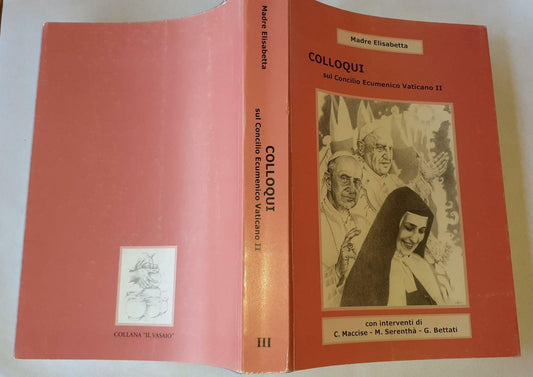 Madre Elisabetta
COLLOQUI
sul Concilio Ecumenico Vaticano II
con interventi di
C. Maccise - M. Serenthà - G. Bettati
Madre Elisabetta
COLLOQUI
sul Concilio Ecumenico Vaticano II
III
COLLANA "IL VASAIO"